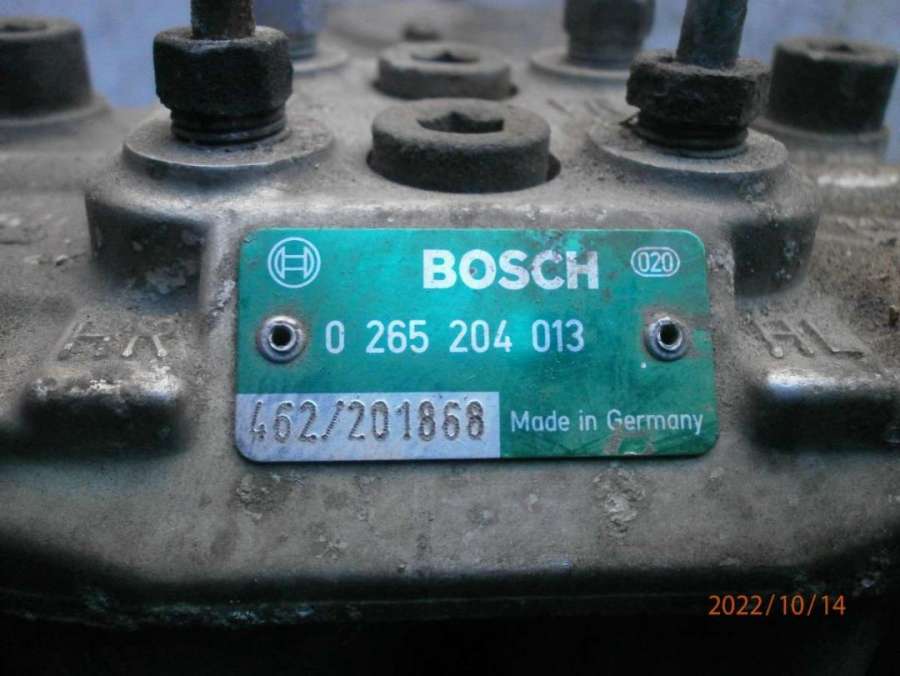 BOSCH 020
0 265 204 013
HR HL
462/201868 Made in Germany
2022/10/14